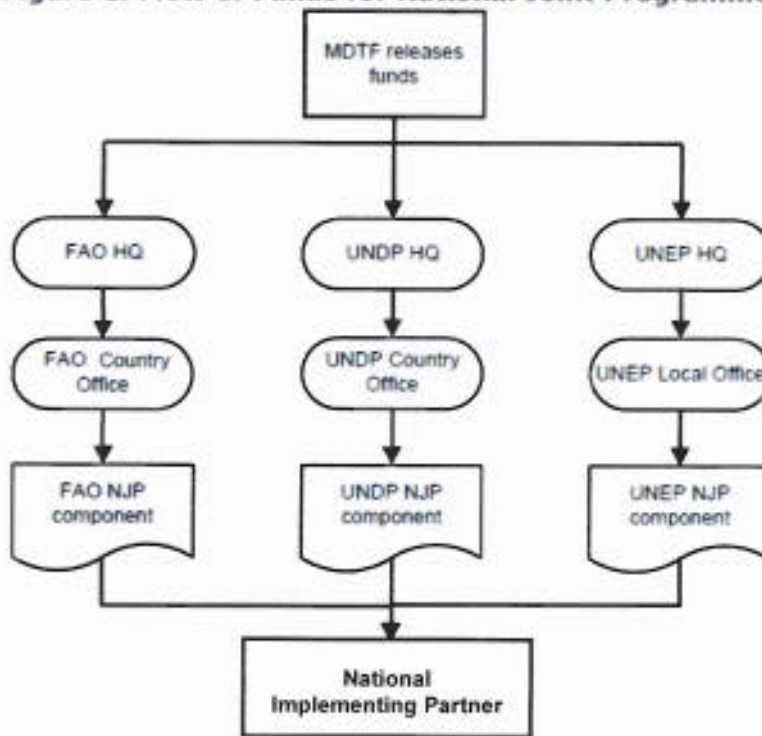 MDTF releases
funds
FAO HQ
UNDP HQ
UNEP HQ
FAO Country
Office
UNDP Country
Office
UNEP Local Office
FAO NJP
component
UNDP NJP
component
UNEP NJP
component
National
Implementing Partner